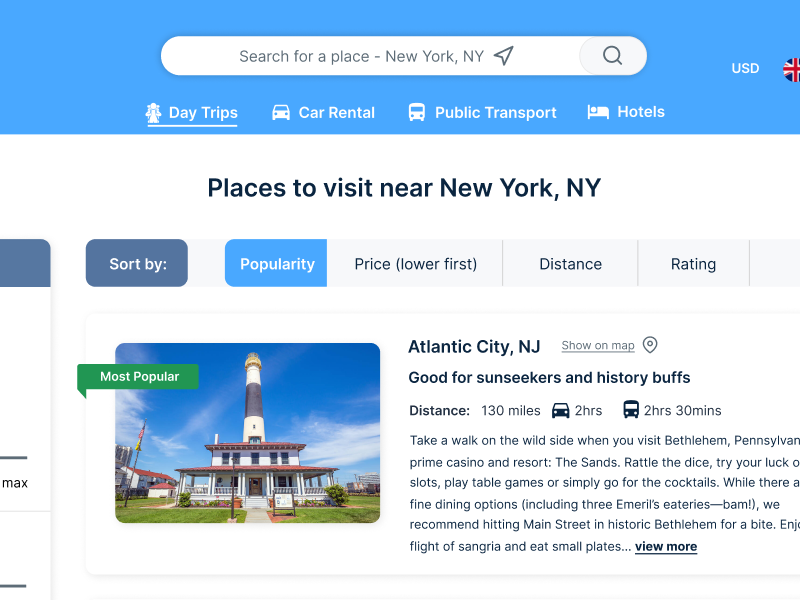 Search for a place - New York, NY
USD
Day Trips
Car Rental
Public Transport
Hotels
Places to visit near New York, NY
Sort by:
Popularity
Price (lower first)
Distance
Rating
Most Popular
Atlantic City, NJ
Show on map
Good for sunseekers and history buffs
Distance: 130 miles 2hrs 2hrs 30mins
Take a walk on the wild side when you visit Bethlehem, Pennsylvan
prime casino and resort: The Sands. Rattle the dice, try your luck o
slots, play table games or simply go for the cocktails. While there a
fine dining options (including three Emeril's eateries—bam!), we
recommend hitting Main Street in historic Bethlehem for a bite. Enjo
flight of sangria and eat small plates... view more
max